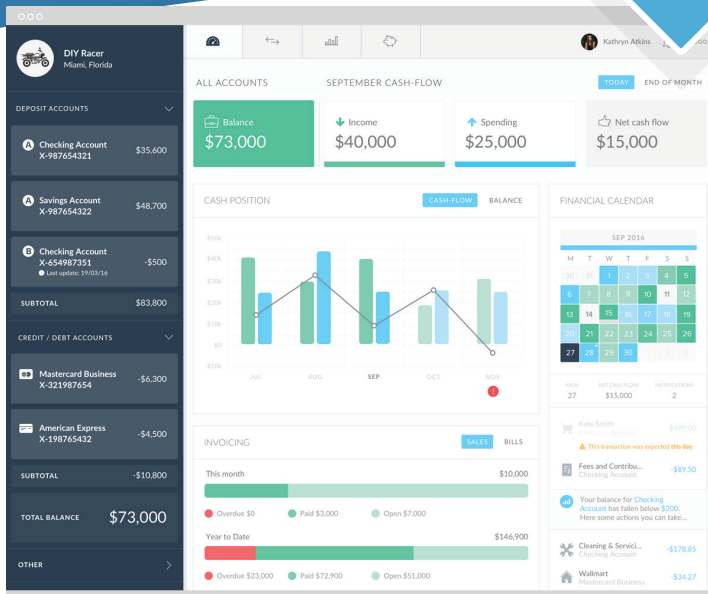 DIY Racer
Miami, Florida
DEPOSIT ACCOUNTS
A Checking Account
X-987654321
$35,600
A Savings Account
X-987654322
$48,700
B Checking Account
X-654987351
Last update: 19/03/16
-$500
SUBTOTAL $83,800
CREDIT / DEBT ACCOUNTS
Mastercard Business
X-321987654
-$6,300
American Express
X-198765432
-$4,500
SUBTOTAL -$10,800
TOTAL BALANCE $73,000
OTHER
Kathryn Atkins
ALL ACCOUNTS SEPTEMBER CASH-FLOW
TODAY END OF MONTH
Balance
$73,000
Income
$40,000
Spending
$25,000
Net cash flow
$15,000
CASH POSITION
CASH-FLOW BALANCE
$50k
$40k
$30k
$20k
$10k
$0
-$10k
JUL AUG SEP OCT NOV
INVOICING
SALES BILLS
This month $10,000
Overdue $0 Paid $3,000 Open $7,000
Year to Date $146,900
Overdue $23,000 Paid $72,900 Open $51,000
FINANCIAL CALENDAR
SEP 2016
M T W T F S S
30 31 1 2 3 4 5
6 7 8 9 10 11 12
13 14 15 16 17 18 19
20 21 22 23 24 25 26
27 28 29 30
MON NET CASH FLOW NOTIFICATIONS
27 $15,000 2
Kate Smith
Checking Account
This transaction was expected this day.
Fees and Contribu...
Checking Account
-$89.50
Your balance for Checking
Account has fallen below $200.
Here some actions you can take...
Cleaning & Servici...
Checking Account
-$178.85
Wallmart
Mastercard Business
-$34.27